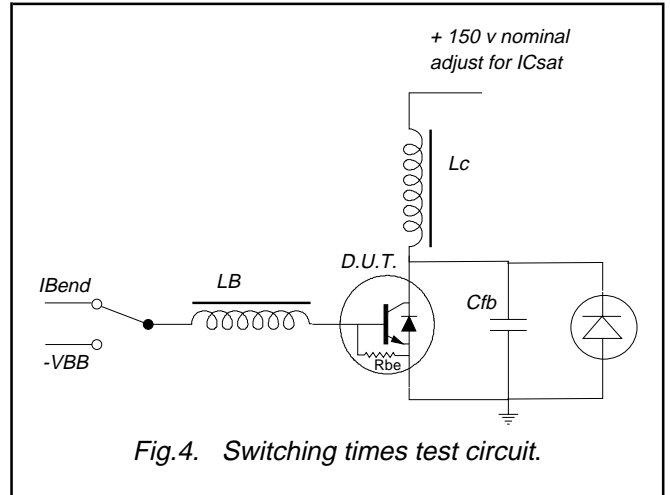 + 150 v nominal
adjust for ICsat
Lc
IBend
LB
D.U.T.
Cfb
-VBB
Rbe
Fig.4. Switching times test circuit.